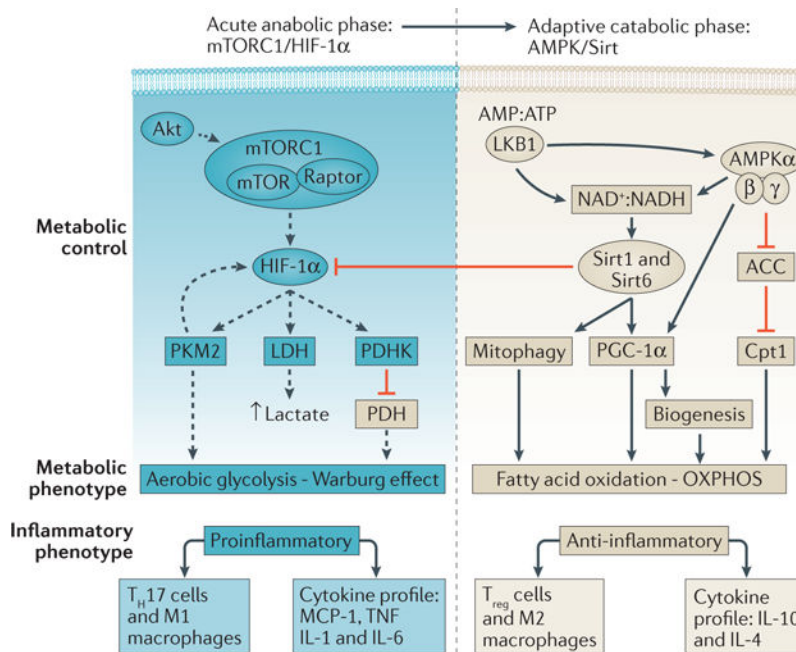 Acute anabolic phase:
mTORC1/HIF-1α
Adaptive catabolic phase:
AMPK/Sirt
Metabolic
control
Akt
mTORC1
mTOR
Raptor
HIF-1α
PKM2
LDH
PDHK
↑ Lactate
PDH
AMP:ATP
LKB1
AMPKα
β
γ
NAD⁺:NADH
Sirt1 and
Sirt6
ACC
Mitophagy
PGC-1α
Cpt1
Biogenesis
Metabolic
phenotype
Aerobic glycolysis - Warburg effect
Fatty acid oxidation - OXPHOS
Inflammatory
phenotype
Proinflammatory
Anti-inflammatory
T_H17 cells
and M1
macrophages
Cytokine profile:
MCP-1, TNF
IL-1 and IL-6
T_reg cells
and M2
macrophages
Cytokine
profile: IL-10
and IL-4